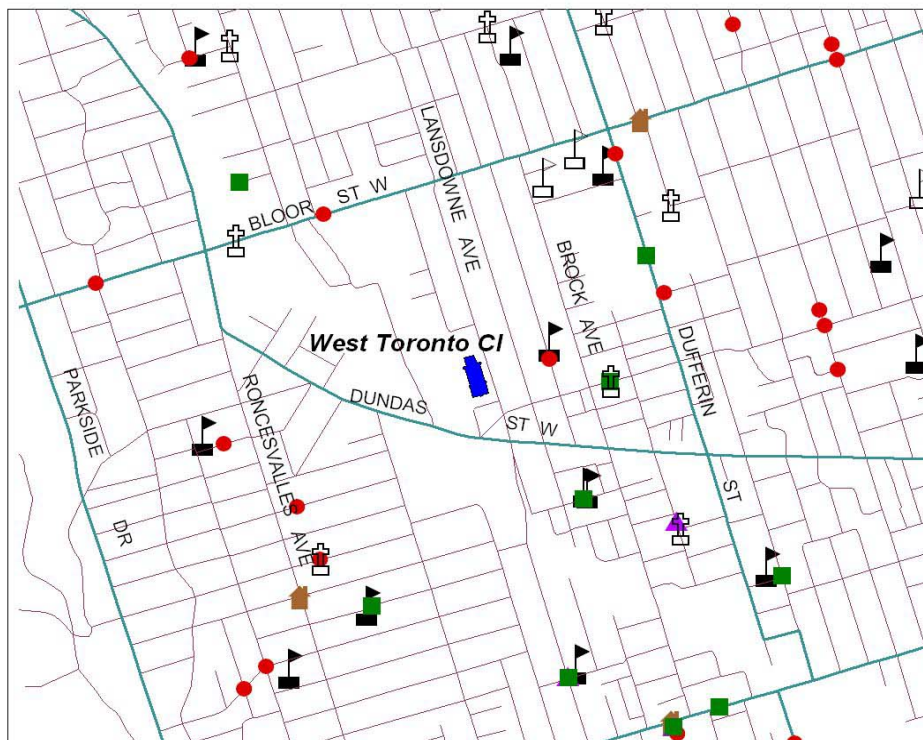 LANSDOWNE AVE
BLOOR ST W
BROCK AVE
West Toronto CI
DUFFERIN ST
PARKSIDE DR
RONCESVALLES AVE
DUNDAS ST W